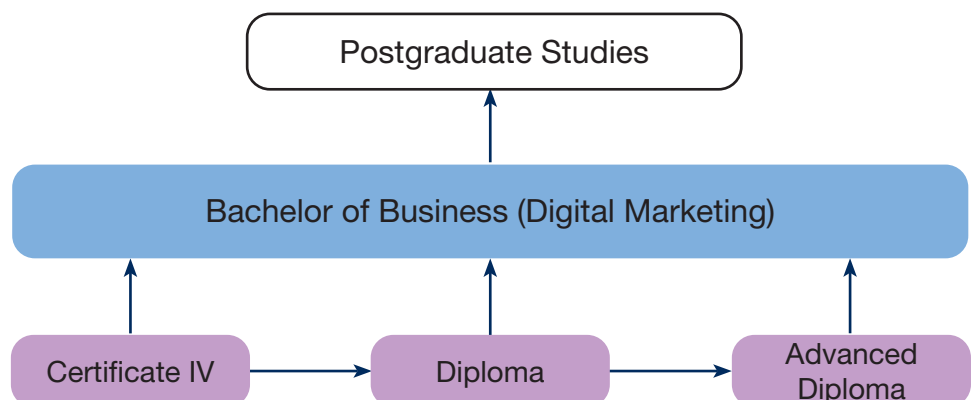 Postgraduate Studies
Bachelor of Business (Digital Marketing)
Certificate IV
Diploma
Advanced
Diploma